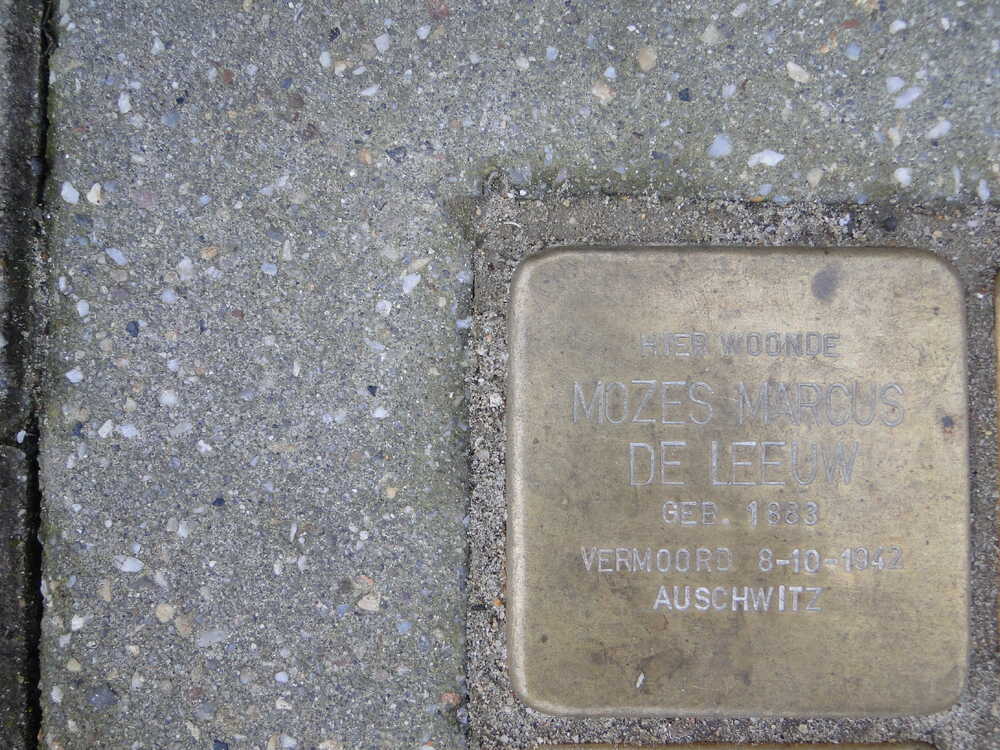 HIER WOONDE
MOZES MARCUS
DE LEEUW
GEB. 1883
VERMOORD 8-10-1942
AUSCHWITZ